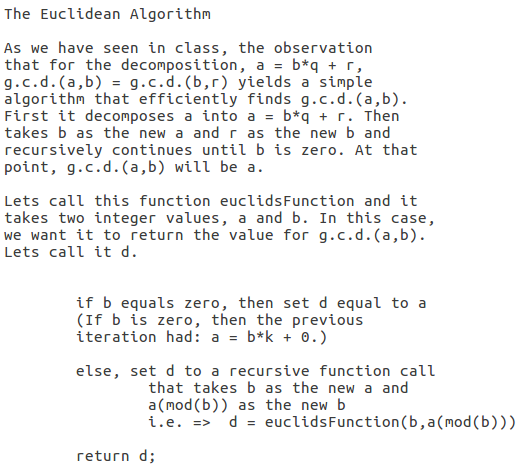 The Euclidean Algorithm
As we have seen in class, the observation
that for the decomposition, a = b*q + r,
g.c.d.(a,b) = g.c.d.(b,r) yields a simple
algorithm that efficiently finds g.c.d.(a,b).
First it decomposes a into a = b*q + r. Then
takes b as the new a and r as the new b and
recursively continues until b is zero. At that
point, g.c.d.(a,b) will be a.
Lets call this function euclidsFunction and it
takes two integer values, a and b. In this case,
we want it to return the value for g.c.d.(a,b).
Lets call it d.
if b equals zero, then set d equal to a
(If b is zero, then the previous
iteration had: a = b*k + 0.)
else, set d to a recursive function call
that takes b as the new a and
a(mod(b)) as the new b
i.e. => d = euclidsFunction(b,a(mod(b)))
return d;